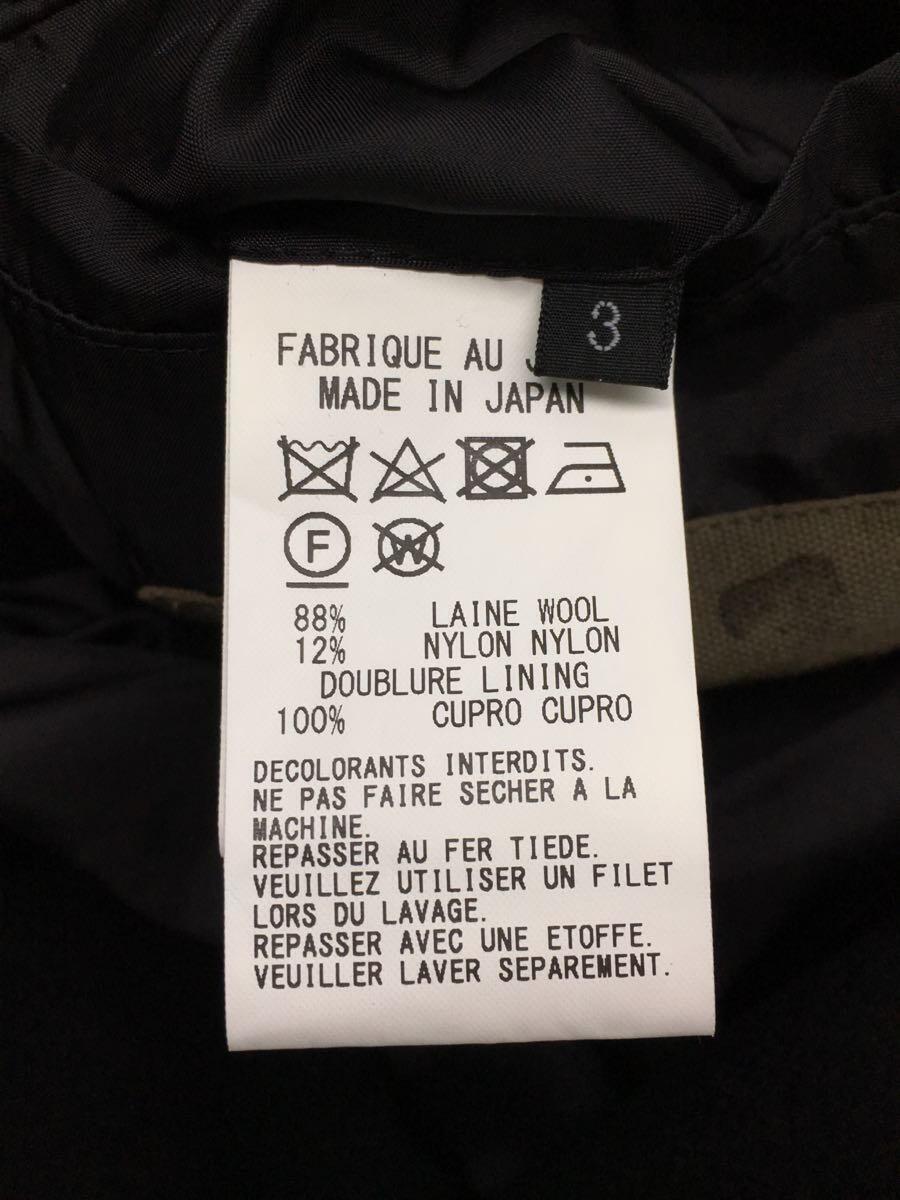 3
FABRIQUE AU
MADE IN JAPAN
F W
88% LAINE WOOL
12% NYLON NYLON
DOUBLURE LINING
100% CUPRO CUPRO
DECOLORANTS INTERDITS.
NE PAS FAIRE SECHER A LA
MACHINE.
REPASSER AU FER TIEDE.
VEUILLEZ UTILISER UN FILET
LORS DU LAVAGE.
REPASSER AVEC UNE ETOFFE.
VEUILLER LAVER SEPAREMENT.